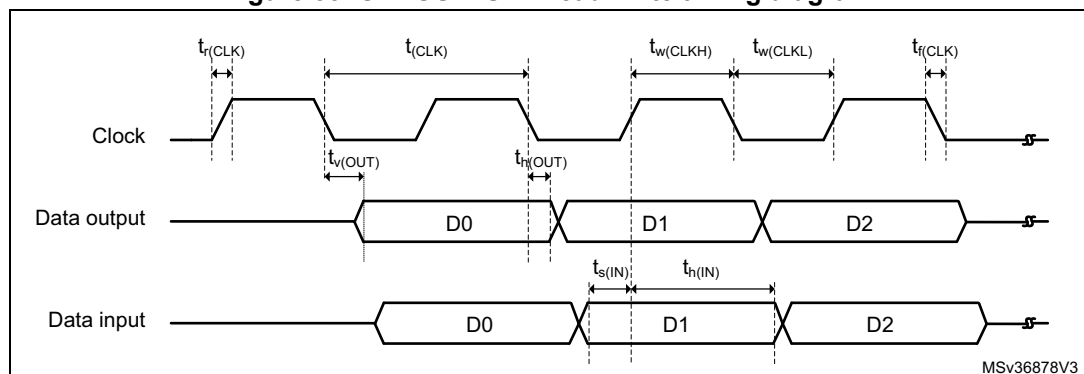 t(CLK) tw(CLKH) tw(CLKL)
tr(CLK) tf(CLK)
Clock
tv(OUT) th(OUT)
Data output D0 D1 D2
ts(IN) th(IN)
Data input D0 D1 D2
MSv36878V3